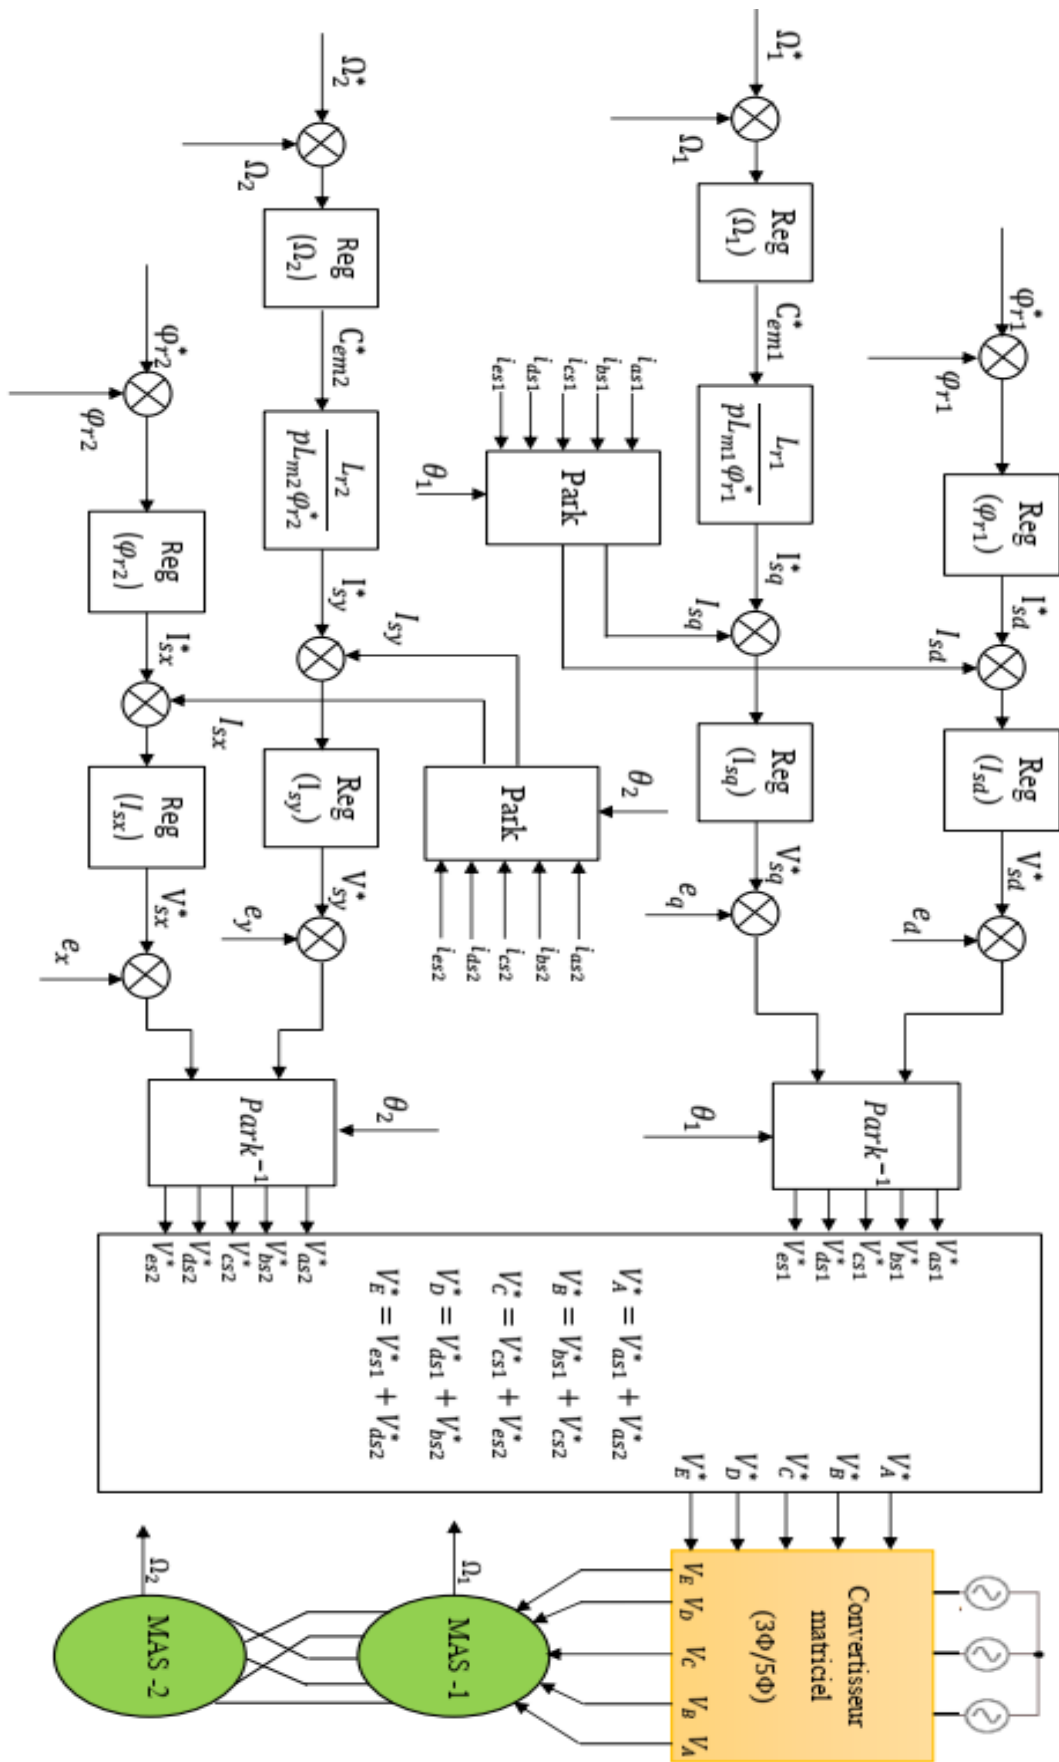 φ*r1
φr1
Reg
(φr1)
I*sd
Isd
Reg
(Isd)
V*sd
ed
Ω*1
Ω1
Reg
(Ω1)
C*em1
Lr1
pLm1φ*r1
I*sq
Isq
Reg
(Isq)
V*sq
eq
ias1
ibs1
ics1
ids1
ies1
θ1
Park
θ2
Park
ias2
ibs2
ics2
ids2
ies2
Ω*2
Ω2
Reg
(Ω2)
C*em2
Lr2
pLm2φ*r2
I*sy
Isy
Reg
(Isy)
V*sy
ey
φ*r2
φr2
Reg
(φr2)
I*sx
Isx
Reg
(Isx)
V*sx
ex
θ1
Park⁻¹
θ2
Park⁻¹
V*as1
V*bs1
V*cs1
V*ds1
V*es1
V*as2
V*bs2
V*cs2
V*ds2
V*es2
V*A = V*as1 + V*as2
V*B = V*bs1 + V*cs2
V*C = V*cs1 + V*es2
V*D = V*ds1 + V*bs2
V*E = V*es1 + V*ds2
V*A
V*B
V*C
V*D
V*E
Convertisseur
matriciel
(3Φ/5Φ)
VE VD VC VB VA
Ω1
MAS -1
Ω2
MAS -2